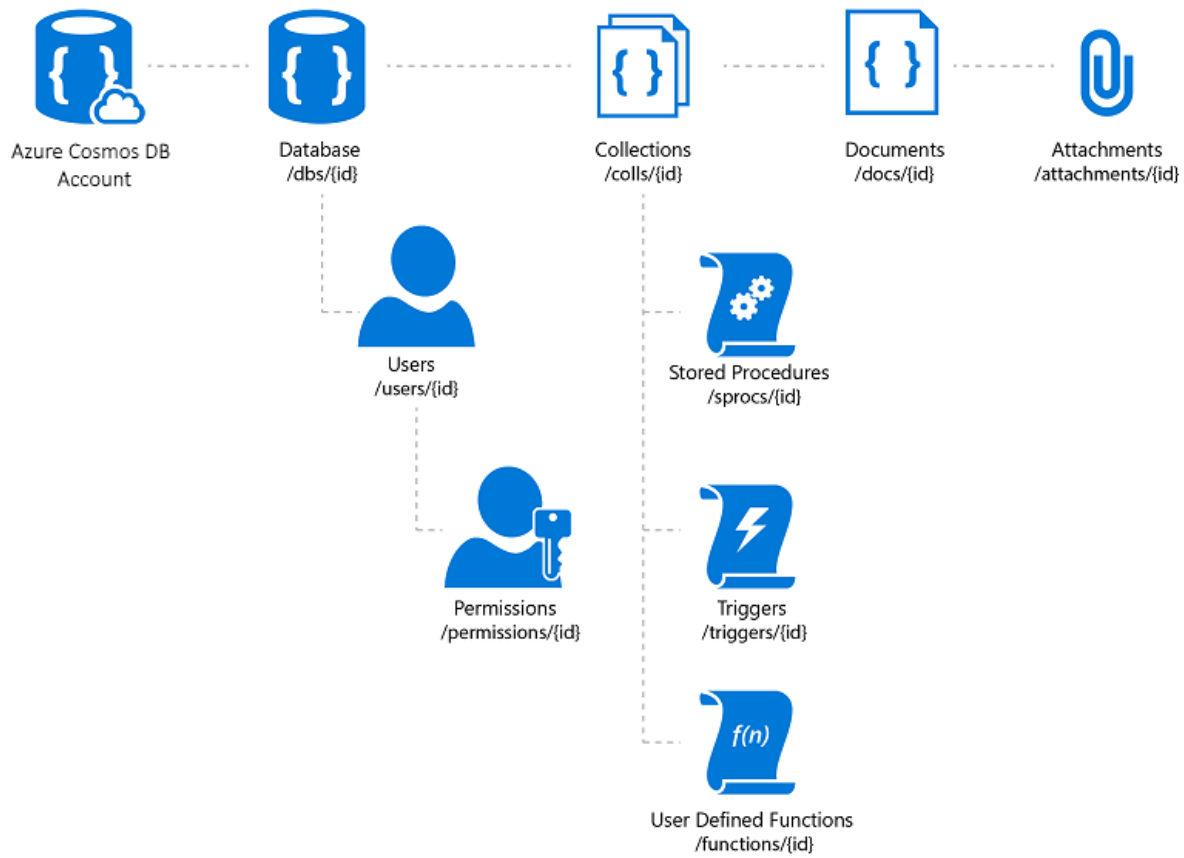 Azure Cosmos DB
Account
Database
/dbs/{id}
Collections
/colls/{id}
Documents
/docs/{id}
Attachments
/attachments/{id}
Users
/users/{id}
Stored Procedures
/sprocs/{id}
Permissions
/permissions/{id}
Triggers
/triggers/{id}
f(n)
User Defined Functions
/functions/{id}